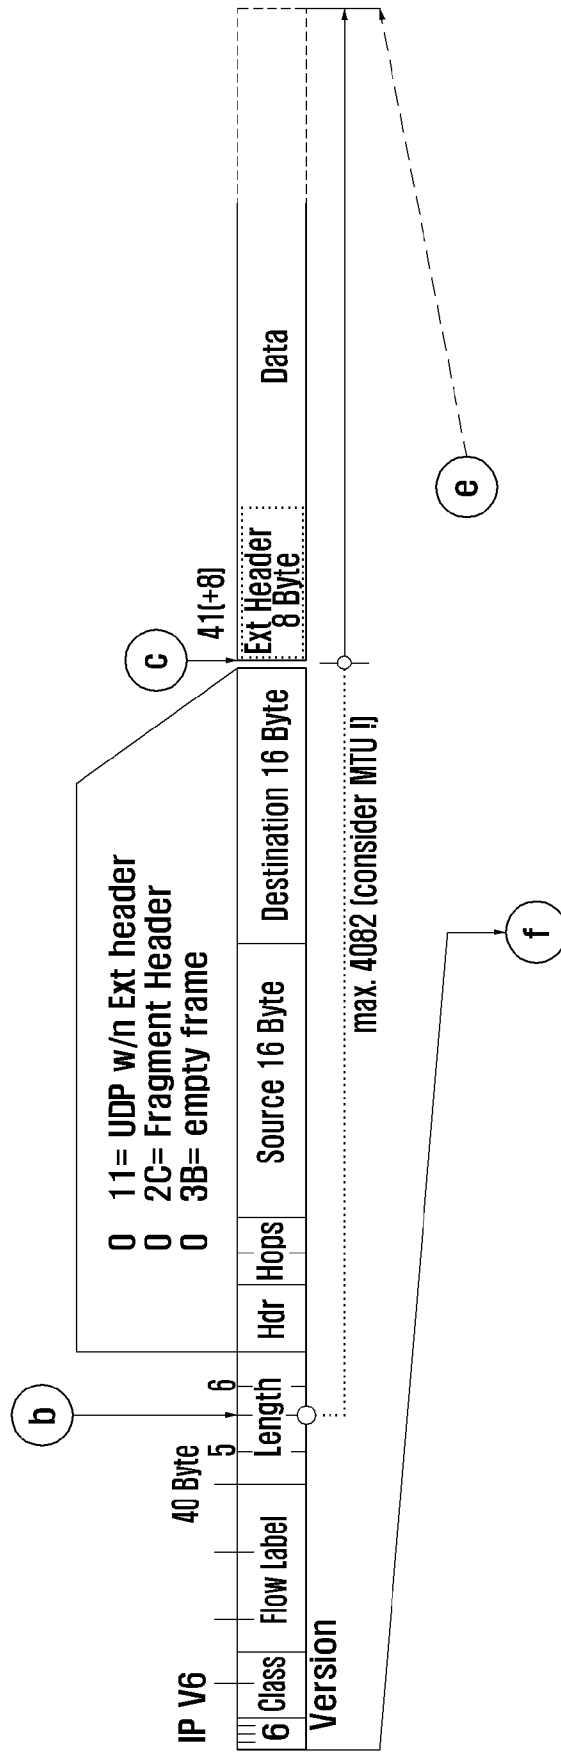 b
c
0 11= UDP w/n Ext header
0 2C= Fragment Header
0 3B= empty frame
IP V6
40 Byte
5
6
41(+8)
6
Class
Flow Label
Length
Hdr
Hops
Source 16 Byte
Destination 16 Byte
Ext Header
8 Byte
Data
Version
max. 4082 (consider MTU !)
e
f